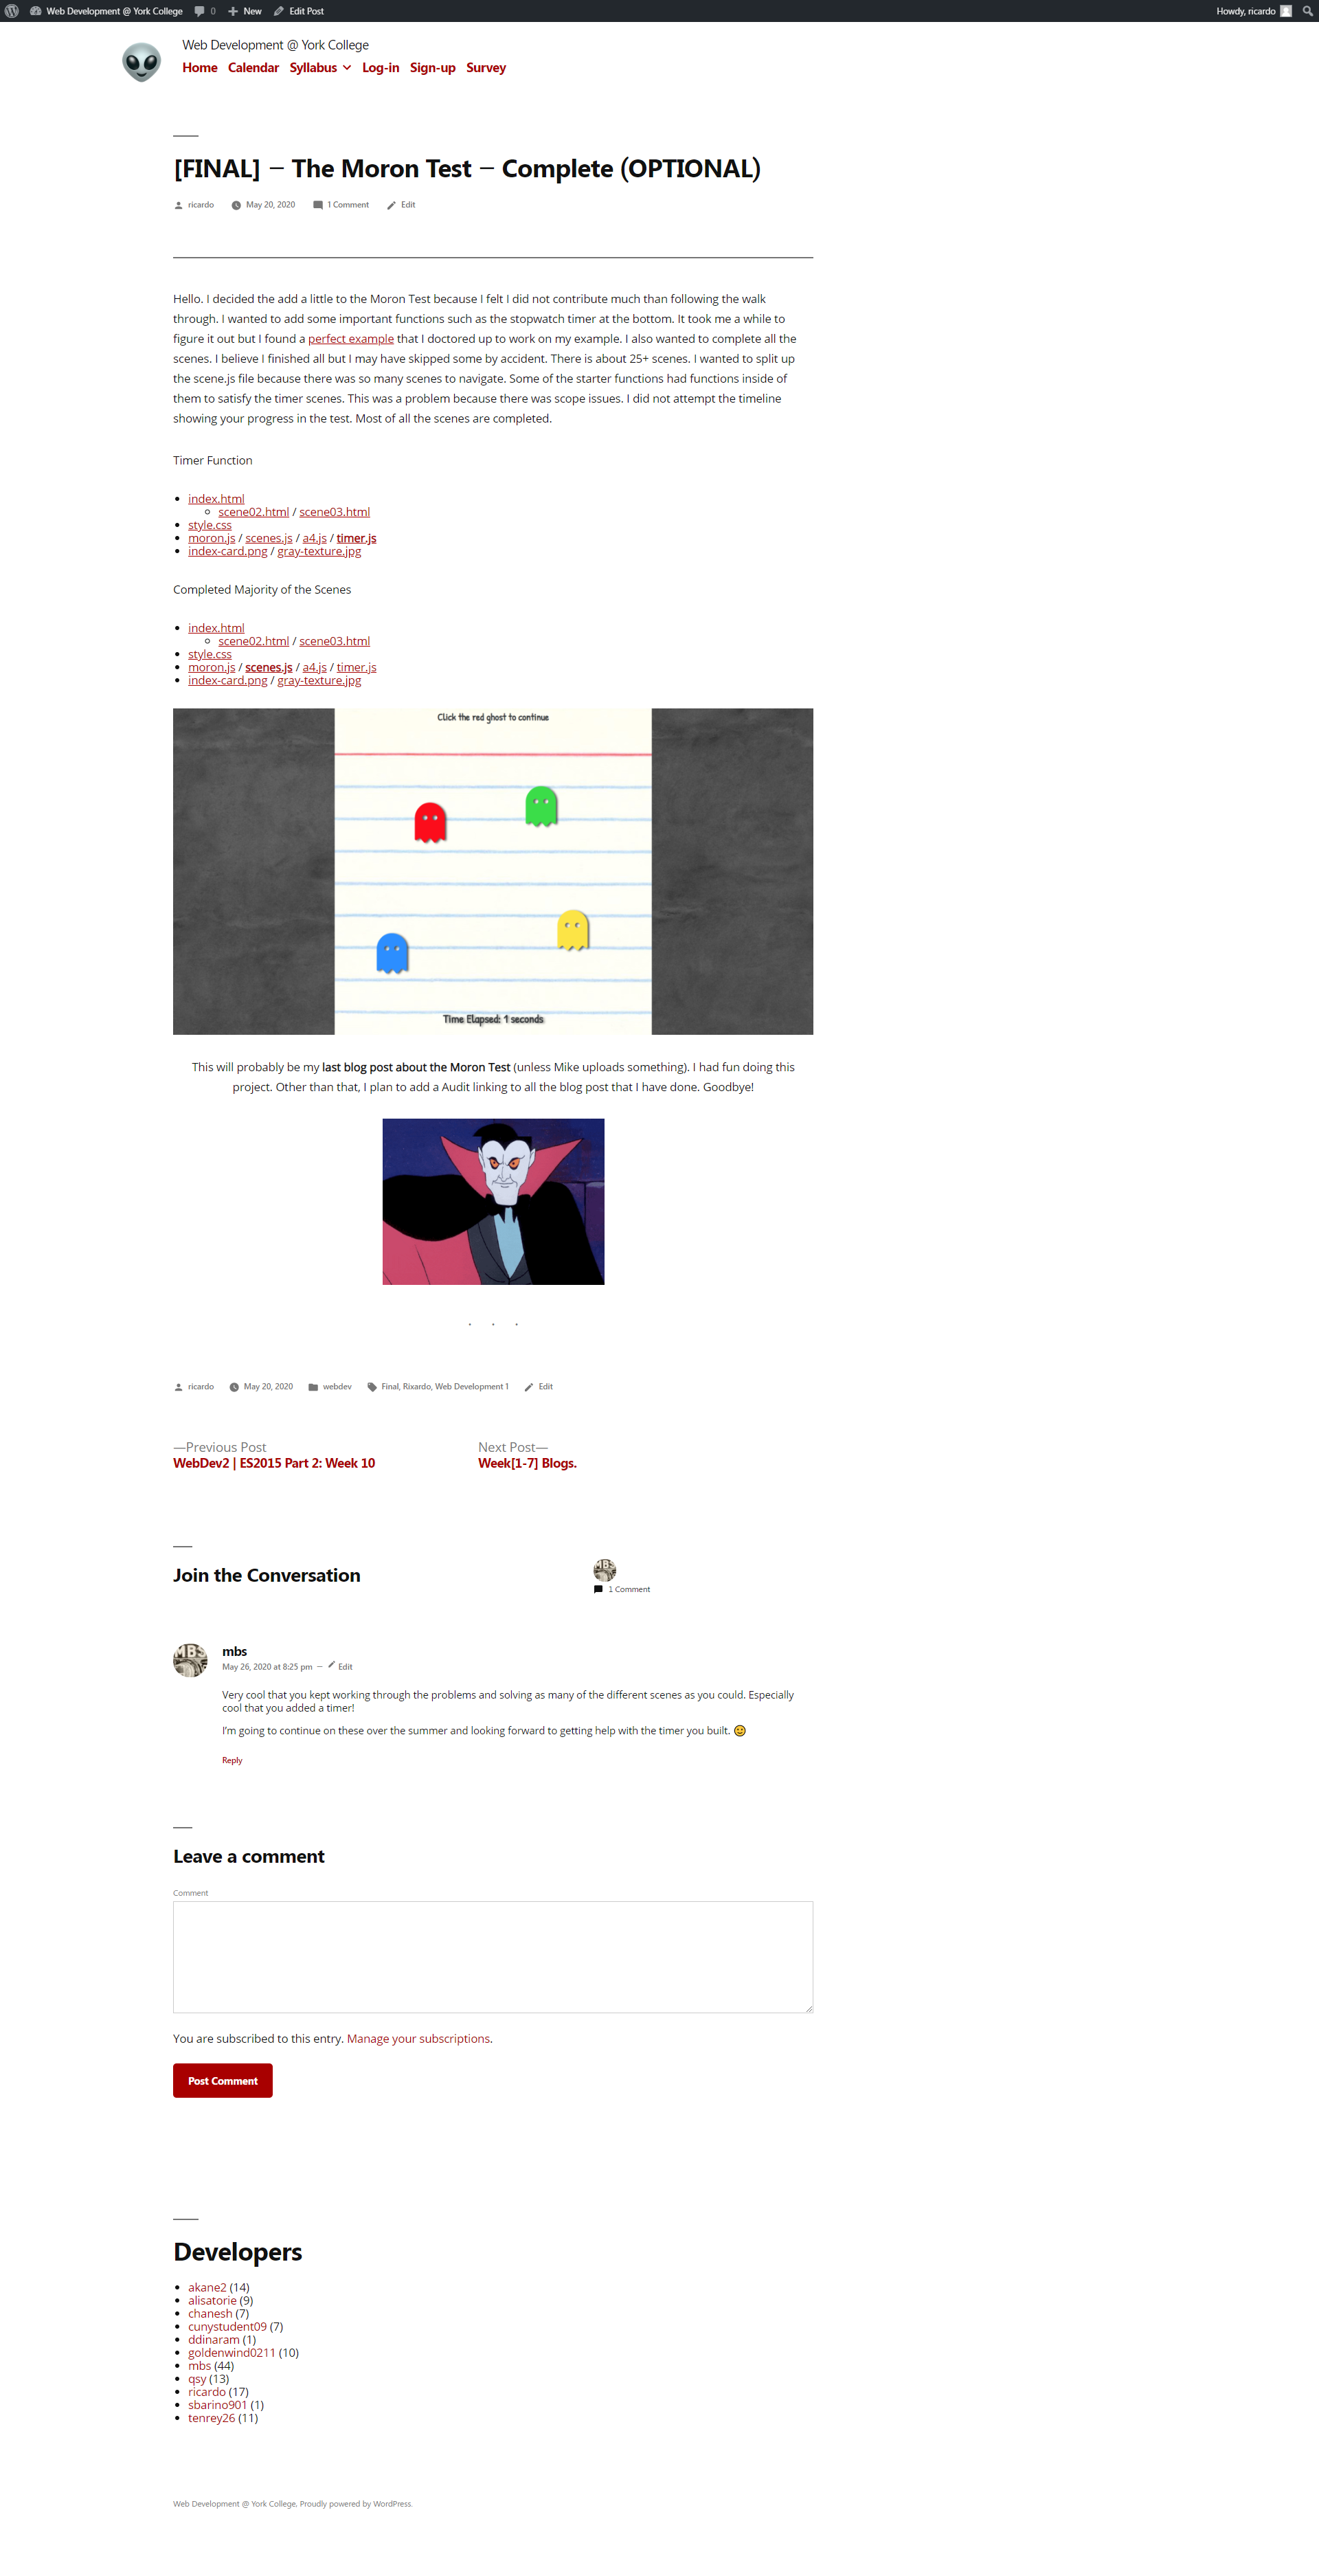 Web Development @ York College 0 New Edit Post Howdy, ricardo
Web Development @ York College
Home Calendar Syllabus Log-in Sign-up Survey
[FINAL] – The Moron Test – Complete (OPTIONAL)
ricardo May 20, 2020 1 Comment Edit
Hello. I decided the add a little to the Moron Test because I felt I did not contribute much than following the walk
through. I wanted to add some important functions such as the stopwatch timer at the bottom. It took me a while to
figure it out but I found a perfect example that I doctored up to work on my example. I also wanted to complete all the
scenes. I believe I finished all but I may have skipped some by accident. There is about 25+ scenes. I wanted to split up
the scene.js file because there was so many scenes to navigate. Some of the starter functions had functions inside of
them to satisfy the timer scenes. This was a problem because there was scope issues. I did not attempt the timeline
showing your progress in the test. Most of all the scenes are completed.
Timer Function
index.html
scene02.html / scene03.html
style.css
moron.js / scenes.js / a4.js / timer.js
index-card.png / gray-texture.jpg
Completed Majority of the Scenes
index.html
scene02.html / scene03.html
style.css
moron.js / scenes.js / a4.js / timer.js
index-card.png / gray-texture.jpg
Click the red ghost to continue
Time Elapsed: 1 seconds
This will probably be my last blog post about the Moron Test (unless Mike uploads something). I had fun doing this
project. Other than that, I plan to add a Audit linking to all the blog post that I have done. Goodbye!
ricardo May 20, 2020 webdev Final, Rixardo, Web Development 1 Edit
—Previous Post
WebDev2 | ES2015 Part 2: Week 10
Next Post—
Week[1-7] Blogs.
Join the Conversation
MBS
1 Comment
MBS
mbs
May 26, 2020 at 8:25 pm – Edit
Very cool that you kept working through the problems and solving as many of the different scenes as you could. Especially
cool that you added a timer!
I'm going to continue on these over the summer and looking forward to getting help with the timer you built. 🙂
Reply
Leave a comment
Comment
You are subscribed to this entry. Manage your subscriptions.
Post Comment
Developers
akane2 (14)
alisatorie (9)
chanesh (7)
cunystudent09 (7)
ddinaram (1)
goldenwind0211 (10)
mbs (44)
qsy (13)
ricardo (17)
sbarino901 (1)
tenrey26 (11)
Web Development @ York College, Proudly powered by WordPress.